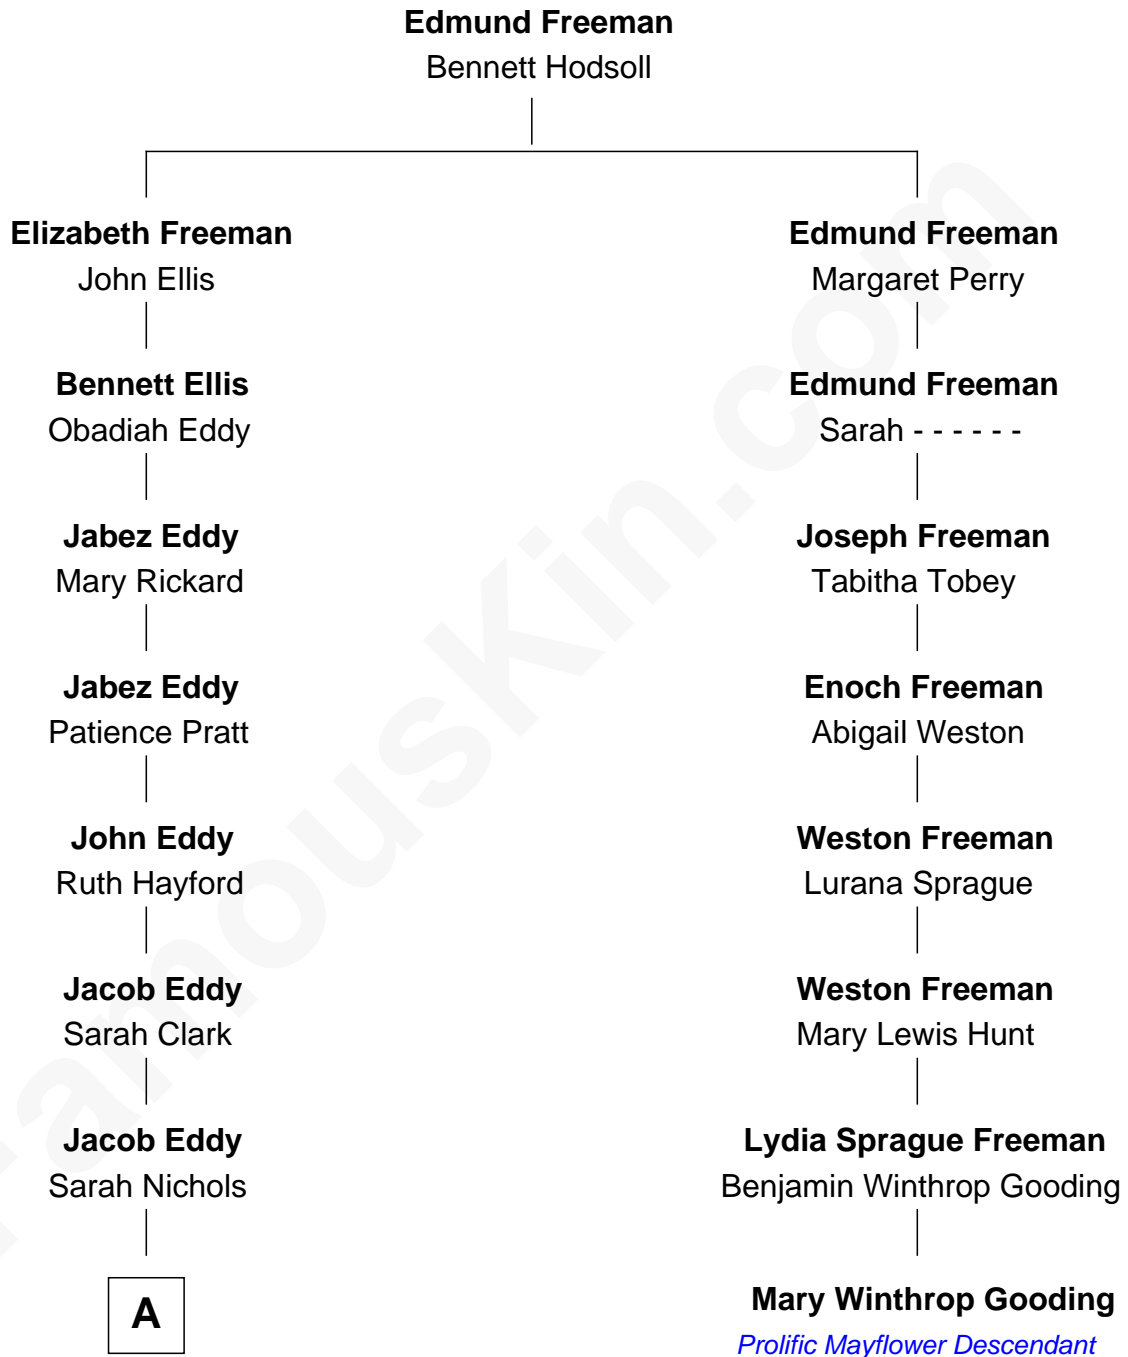 Edmund Freeman
Bennett Hodsoll
Elizabeth Freeman
John Ellis
Bennett Ellis
Obadiah Eddy
Jabez Eddy
Mary Rickard
Jabez Eddy
Patience Pratt
John Eddy
Ruth Hayford
Jacob Eddy
Sarah Clark
Jacob Eddy
Sarah Nichols
A
Edmund Freeman
Margaret Perry
Edmund Freeman
Sarah - - - - - -
Joseph Freeman
Tabitha Tobey
Enoch Freeman
Abigail Weston
Weston Freeman
Lurana Sprague
Weston Freeman
Mary Lewis Hunt
Lydia Sprague Freeman
Benjamin Winthrop Gooding
Mary Winthrop Gooding
Prolific Mayflower Descendant
FamousKin.com